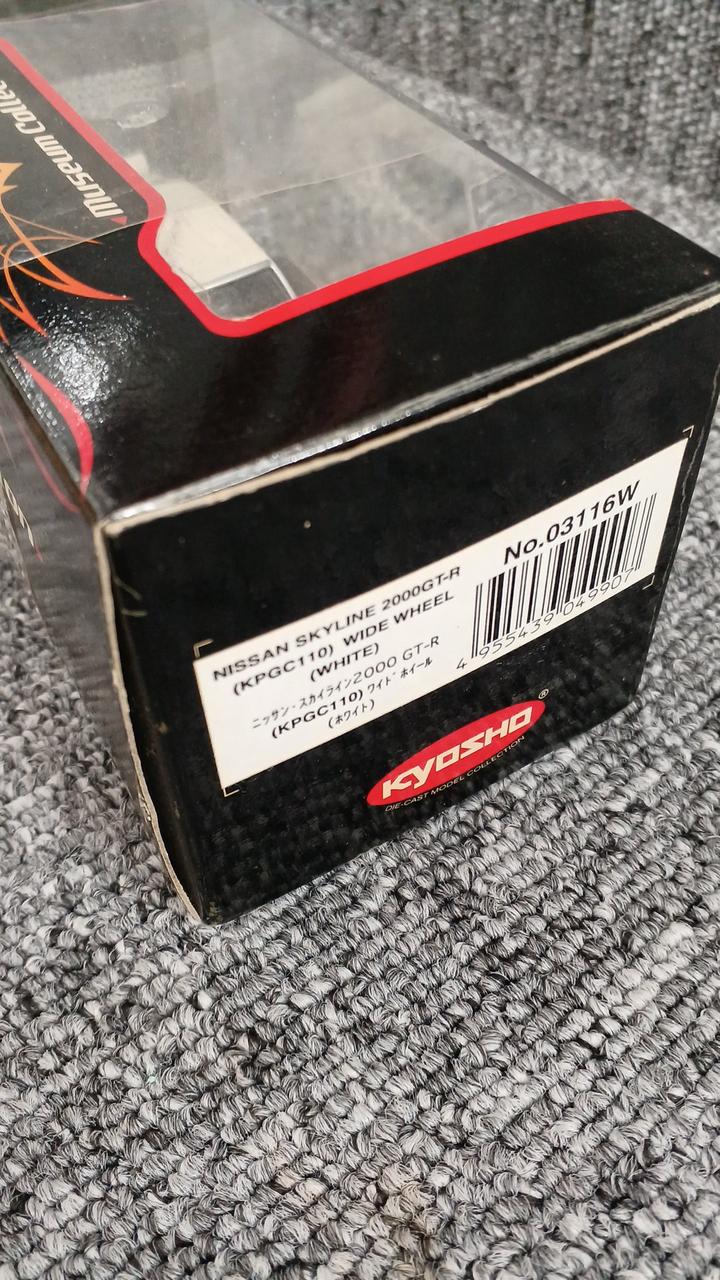 Museum Collec
No.03116W
NISSAN SKYLINE 2000GT-R
(KPGC110) WIDE WHEEL
(WHITE)
ニッサン・スカイライン2000 GT-R
(KPGC110) ワイド ホイール
(ホワイト)
4 955439 049907
KYOSHO®
DIE-CAST MODEL COLLECTION